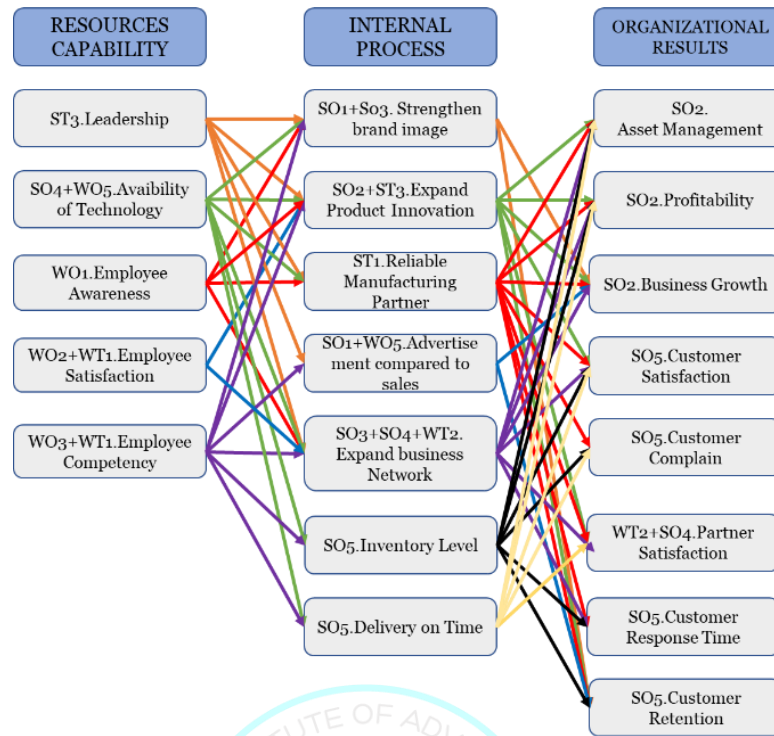 RESOURCES
CAPABILITY
INTERNAL
PROCESS
ORGANIZATIONAL
RESULTS
ST3.Leadership
SO4+WO5.Avaibility
of Technology
WO1.Employee
Awareness
WO2+WT1.Employee
Satisfaction
WO3+WT1.Employee
Competency
SO1+So3. Strengthen
brand image
SO2+ST3.Expand
Product Innovation
ST1.Reliable
Manufacturing
Partner
SO1+WO5.Advertise
ment compared to
sales
SO3+SO4+WT2.
Expand business
Network
SO5.Inventory Level
SO5.Delivery on Time
SO2.
Asset Management
SO2.Profitability
SO2.Business Growth
SO5.Customer
Satisfaction
SO5.Customer
Complain
WT2+SO4.Partner
Satisfaction
SO5.Customer
Response Time
SO5.Customer
Retention
OF